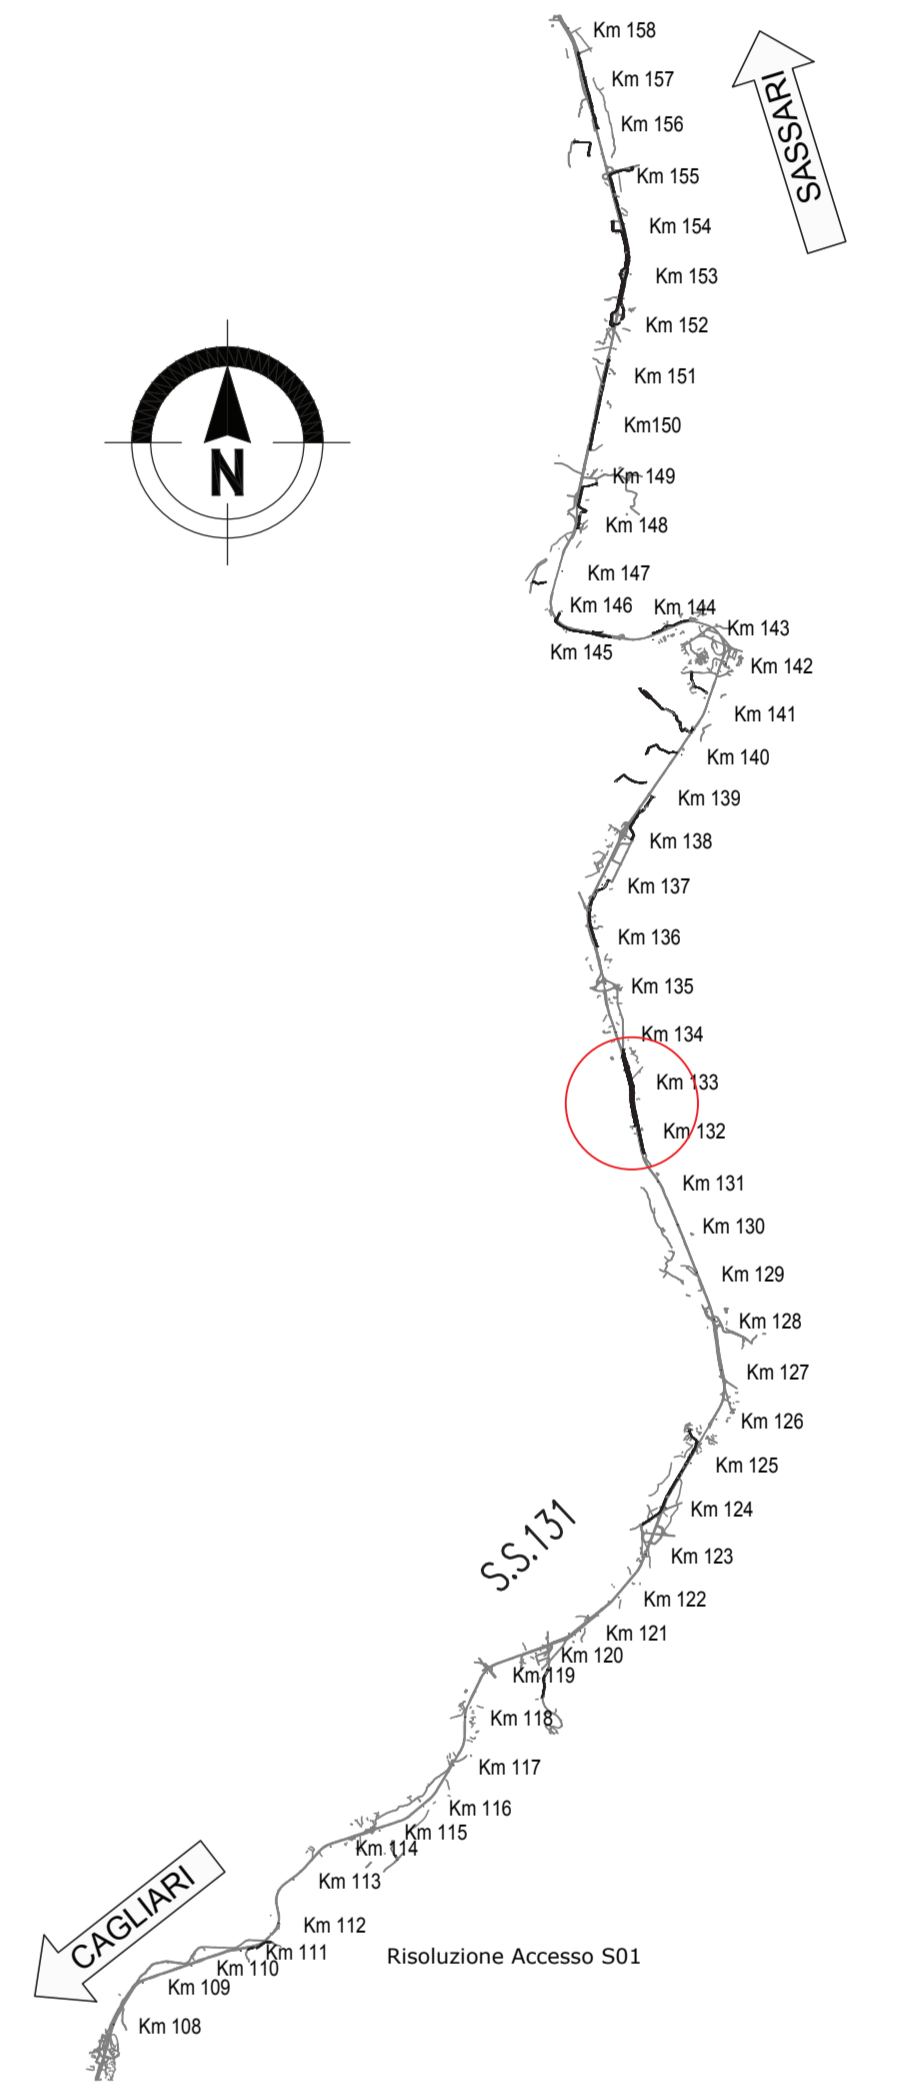 Km 158
SASSARI
Km 157
Km 156
Km 155
Km 154
Km 153
Km 152
Km 151
Km150
N
Km 149
Km 148
Km 147
Km 146
Km 144
Km 143
Km 145
Km 142
Km 141
Km 140
Km 139
Km 138
Km 137
Km 136
Km 135
Km 134
Km 133
Km 132
Km 131
Km 130
Km 129
Km 128
Km 127
Km 126
Km 125
Km 124
S.S.131
Km 123
Km 122
Km 121
Km 120
Km 119
Km 118
Km 117
Km 116
Km 115
Km 114
Km 113
CAGLIARI
Km 112
Km 111
Risoluzione Accesso S01
Km 110
Km 109
Km 108